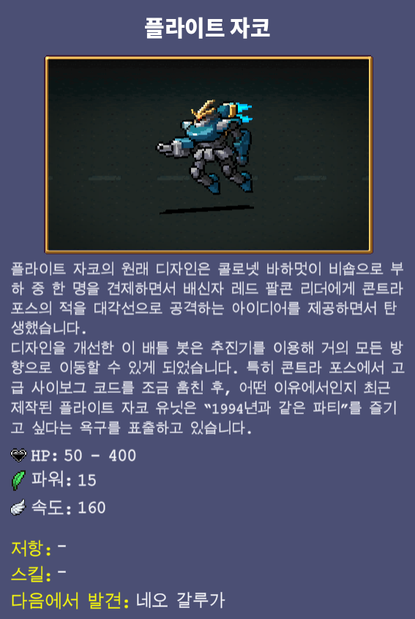 플라이트 자코
플라이트 자코의 원래 디자인은 콜로넷 바하멋이 비숍으로 부
하 중 한 명을 견제하면서 배신자 레드 팔콘 리더에게 콘트라
포스의 적을 대각선으로 공격하는 아이디어를 제공하면서 탄
생했습니다.
디자인을 개선한 이 배틀 봇은 추진기를 이용해 거의 모든 방
향으로 이동할 수 있게 되었습니다. 특히 콘트라 포스에서 고
급 사이보그 코드를 조금 훔친 후, 어떤 이유에서인지 최근
제작된 플라이트 자코 유닛은 “1994년과 같은 파티”를 즐기
고 싶다는 욕구를 표출하고 있습니다.
HP: 50 - 400
파워: 15
속도: 160
저항: -
스킬: -
다음에서 발견: 네오 갈루가